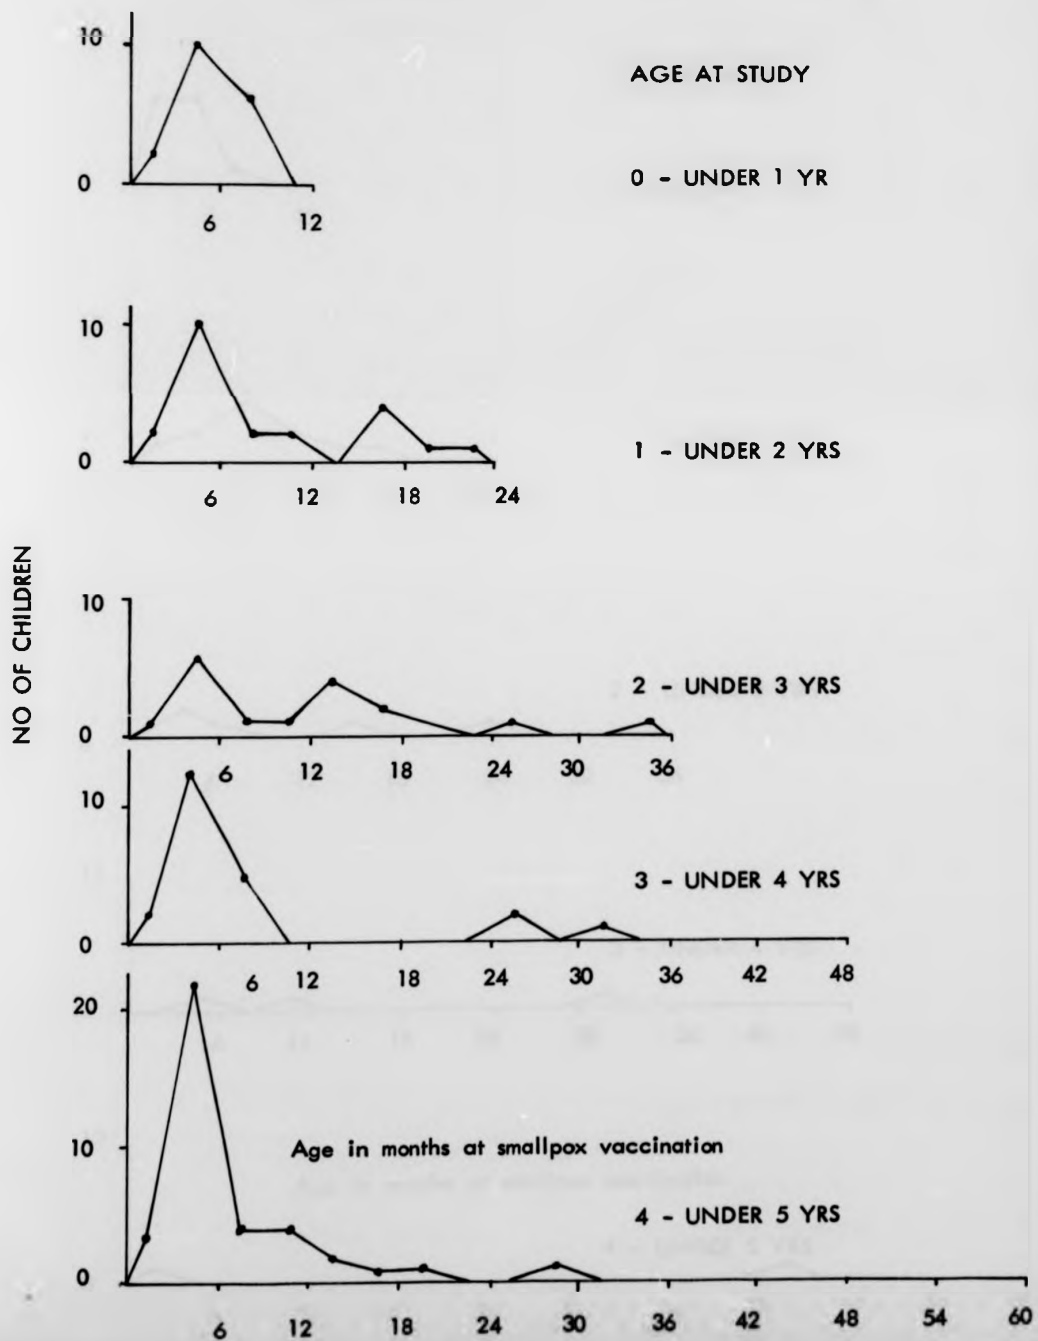 10
AGE AT STUDY
0
0 - UNDER 1 YR
6 12
10
0
1 - UNDER 2 YRS
6 12 18 24
NO OF CHILDREN
10
2 - UNDER 3 YRS
0
6 12 18 24 30 36
10
3 - UNDER 4 YRS
0
6 12 18 24 30 36 42 48
20
10
Age in months at smallpox vaccination
4 - UNDER 5 YRS
0
6 12 18 24 30 36 42 48 54 60